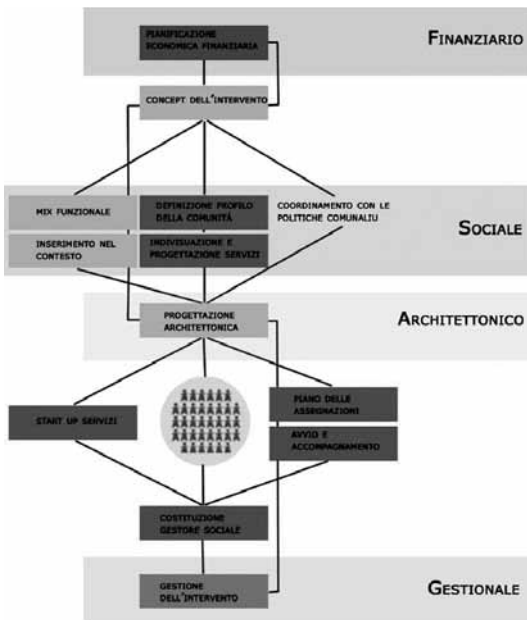 PIANIFICAZIONE
ECONOMICA FINANZIARIA
FINANZIARIO
CONCEPT DELL'INTERVENTO
MIX FUNZIONALE
DEFINIZIONE PROFILO
DELLA COMUNITÁ
COORDINAMENTO CON LE
POLITICHE COMUNALIU
SOCIALE
INSERIMENTO NEL
CONTESTO
INDIVISUAZIONE E
PROGETTAZIONE SERVIZI
PROGETTAZIONE
ARCHITETTONICA
ARCHITETTONICO
START UP SERVIZI
PIANO DELLE
ASSEGNAZIONI
AVVIO E
ACCOMPAGNAMENTO
COSTITUZIONE
GESTORE SOCIALE
GESTIONE
DELL'INTERVENTO
GESTIONALE